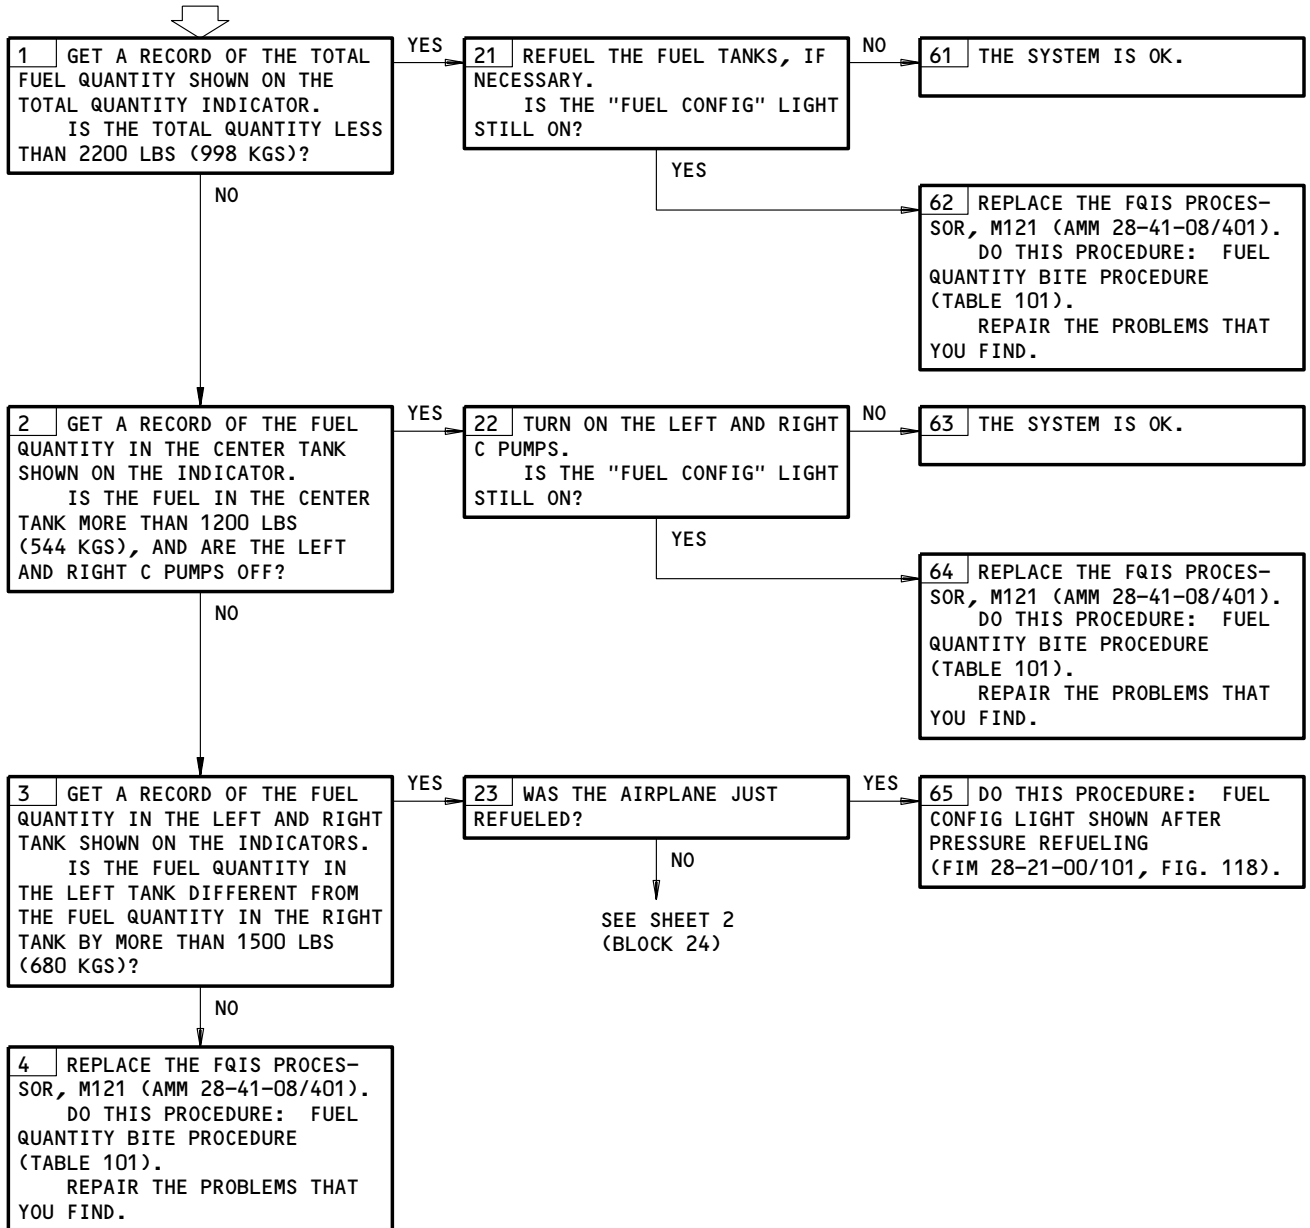 1 GET A RECORD OF THE TOTAL
FUEL QUANTITY SHOWN ON THE
TOTAL QUANTITY INDICATOR.
IS THE TOTAL QUANTITY LESS
THAN 2200 LBS (998 KGS)?
YES
21 REFUEL THE FUEL TANKS, IF
NECESSARY.
IS THE "FUEL CONFIG" LIGHT
STILL ON?
NO
61 THE SYSTEM IS OK.
YES
62 REPLACE THE FQIS PROCES-
SOR, M121 (AMM 28-41-08/401).
DO THIS PROCEDURE: FUEL
QUANTITY BITE PROCEDURE
(TABLE 101).
REPAIR THE PROBLEMS THAT
YOU FIND.
NO
2 GET A RECORD OF THE FUEL
QUANTITY IN THE CENTER TANK
SHOWN ON THE INDICATOR.
IS THE FUEL IN THE CENTER
TANK MORE THAN 1200 LBS
(544 KGS), AND ARE THE LEFT
AND RIGHT C PUMPS OFF?
YES
22 TURN ON THE LEFT AND RIGHT
C PUMPS.
IS THE "FUEL CONFIG" LIGHT
STILL ON?
NO
63 THE SYSTEM IS OK.
YES
64 REPLACE THE FQIS PROCES-
SOR, M121 (AMM 28-41-08/401).
DO THIS PROCEDURE: FUEL
QUANTITY BITE PROCEDURE
(TABLE 101).
REPAIR THE PROBLEMS THAT
YOU FIND.
NO
3 GET A RECORD OF THE FUEL
QUANTITY IN THE LEFT AND RIGHT
TANK SHOWN ON THE INDICATORS.
IS THE FUEL QUANTITY IN
THE LEFT TANK DIFFERENT FROM
THE FUEL QUANTITY IN THE RIGHT
TANK BY MORE THAN 1500 LBS
(680 KGS)?
YES
23 WAS THE AIRPLANE JUST
REFUELED?
YES
65 DO THIS PROCEDURE: FUEL
CONFIG LIGHT SHOWN AFTER
PRESSURE REFUELING
(FIM 28-21-00/101, FIG. 118).
NO
SEE SHEET 2
(BLOCK 24)
NO
4 REPLACE THE FQIS PROCES-
SOR, M121 (AMM 28-41-08/401).
DO THIS PROCEDURE: FUEL
QUANTITY BITE PROCEDURE
(TABLE 101).
REPAIR THE PROBLEMS THAT
YOU FIND.